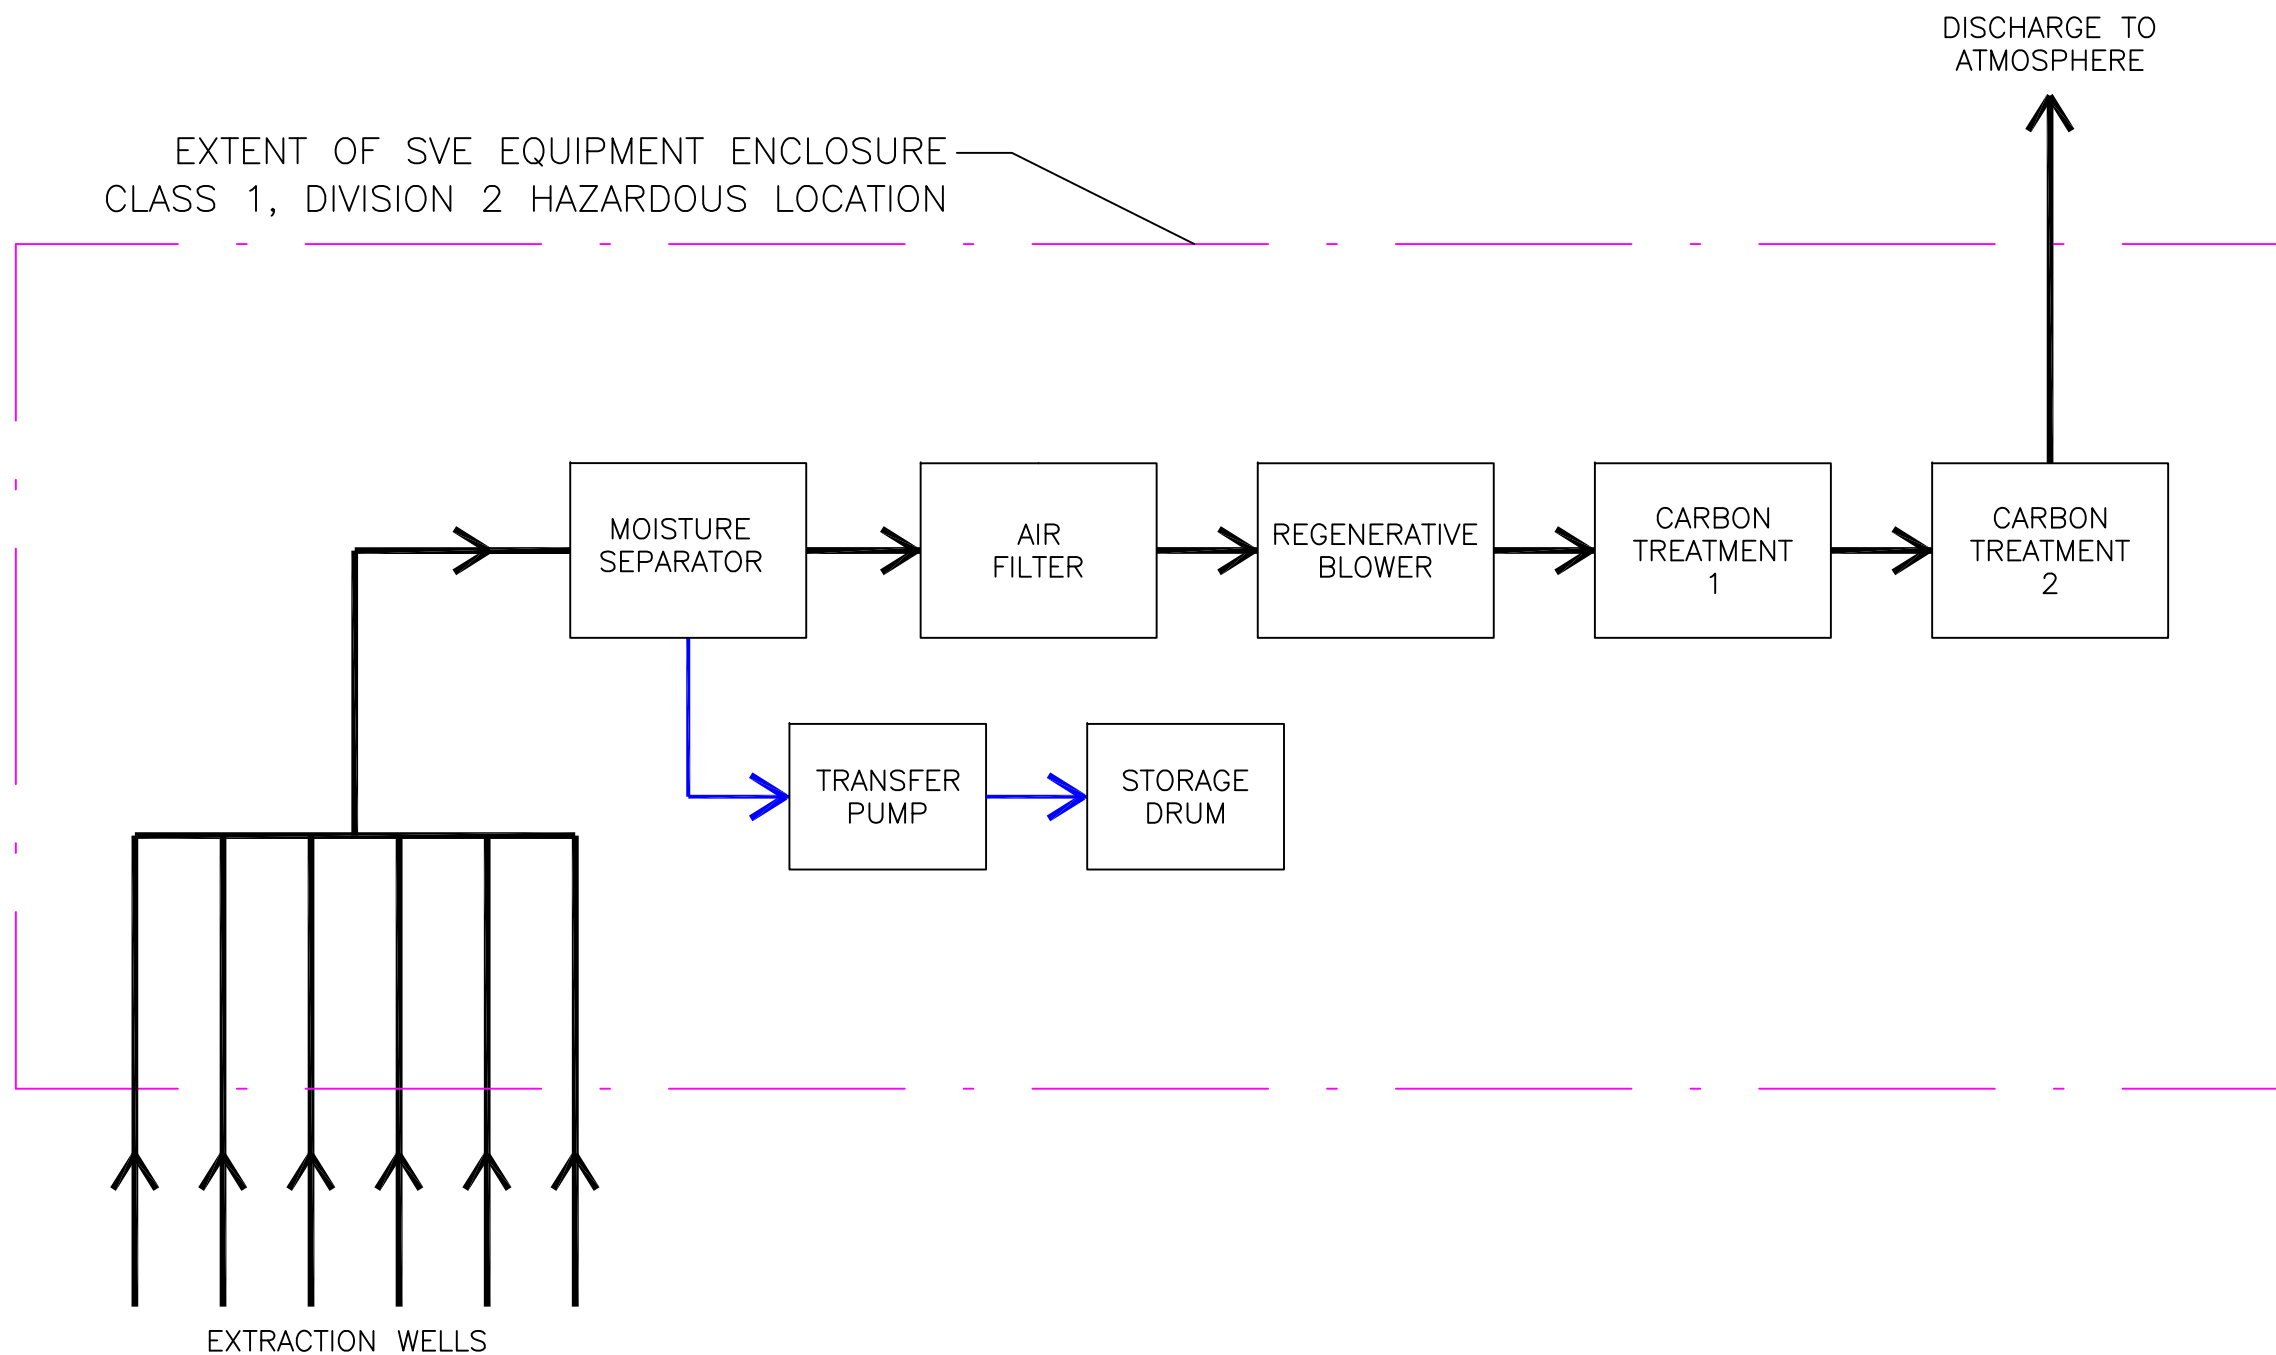 DISCHARGE TO
ATMOSPHERE
EXTENT OF SVE EQUIPMENT ENCLOSURE
CLASS 1, DIVISION 2 HAZARDOUS LOCATION
MOISTURE
SEPARATOR
AIR
FILTER
REGENERATIVE
BLOWER
CARBON
TREATMENT
1
CARBON
TREATMENT
2
TRANSFER
PUMP
STORAGE
DRUM
EXTRACTION WELLS